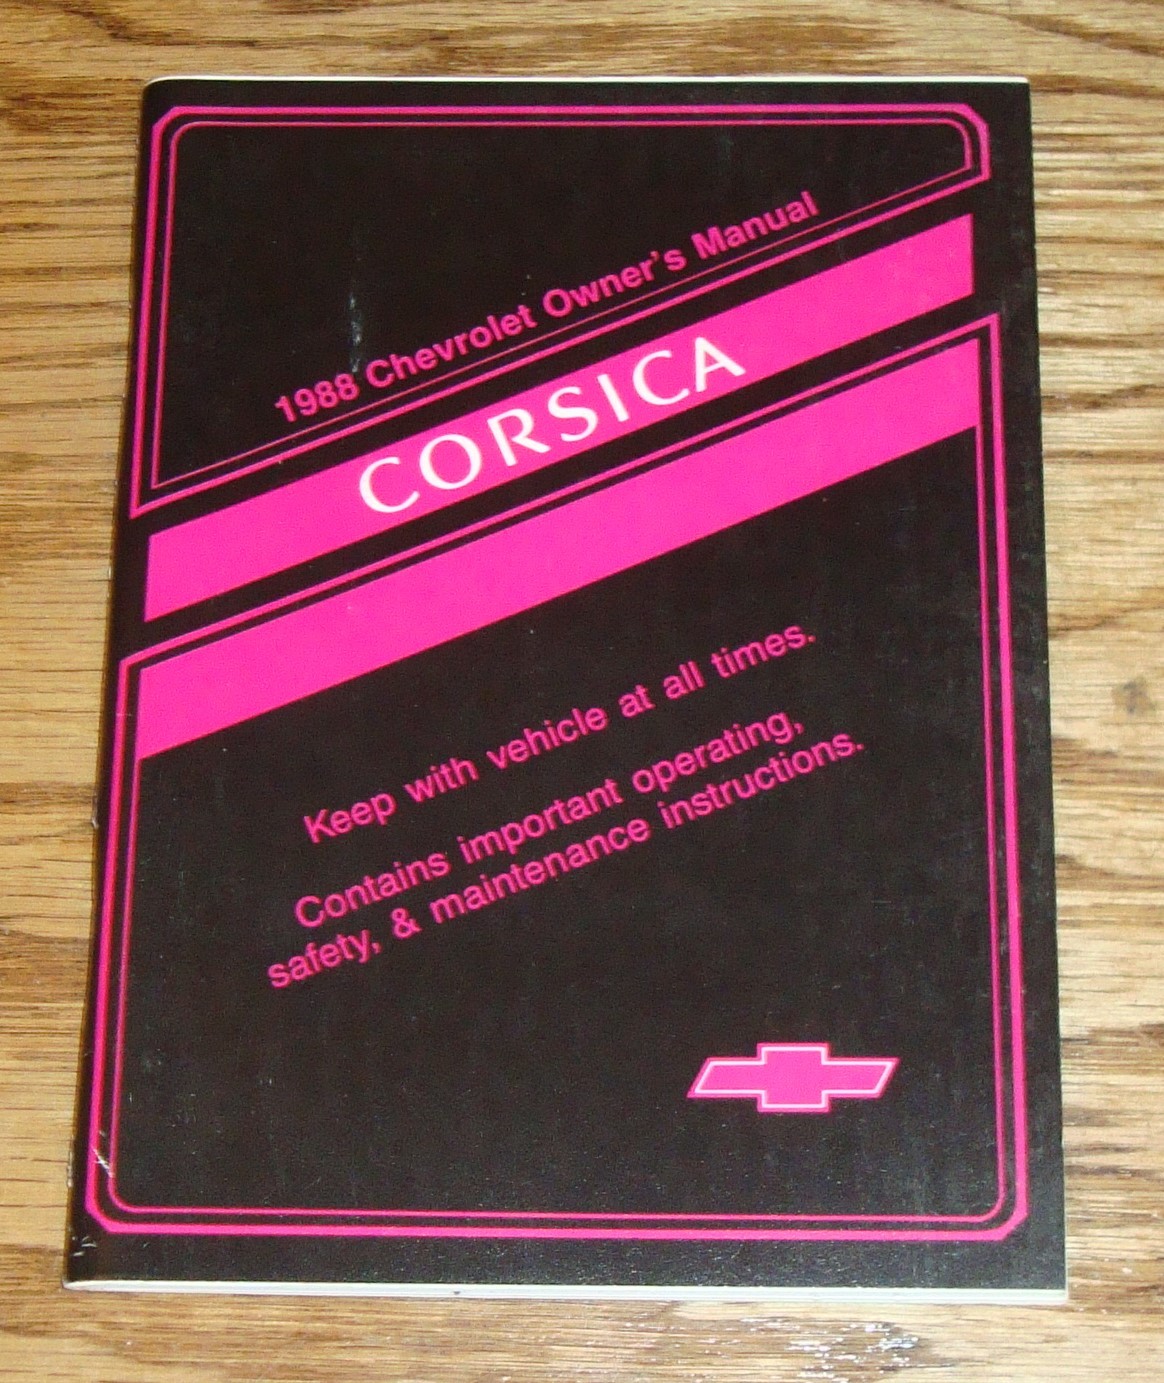 1988 Chevrolet Owner's Manual
CORSICA
Keep with vehicle at all times.
Contains important operating,
safety, & maintenance instructions.